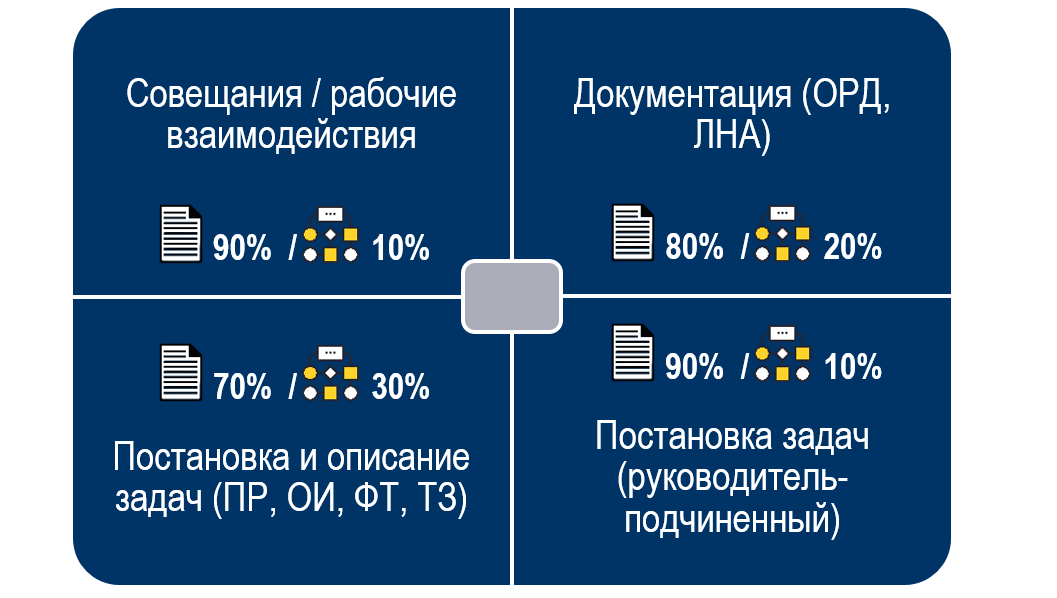 Совещания / рабочие
взаимодействия
90% / 10%
Документация (ОРД,
ЛНА)
80% / 20%
70% / 30%
Постановка и описание
задач (ПР, ОИ, ФТ, ТЗ)
90% / 10%
Постановка задач
(руководитель-
подчиненный)